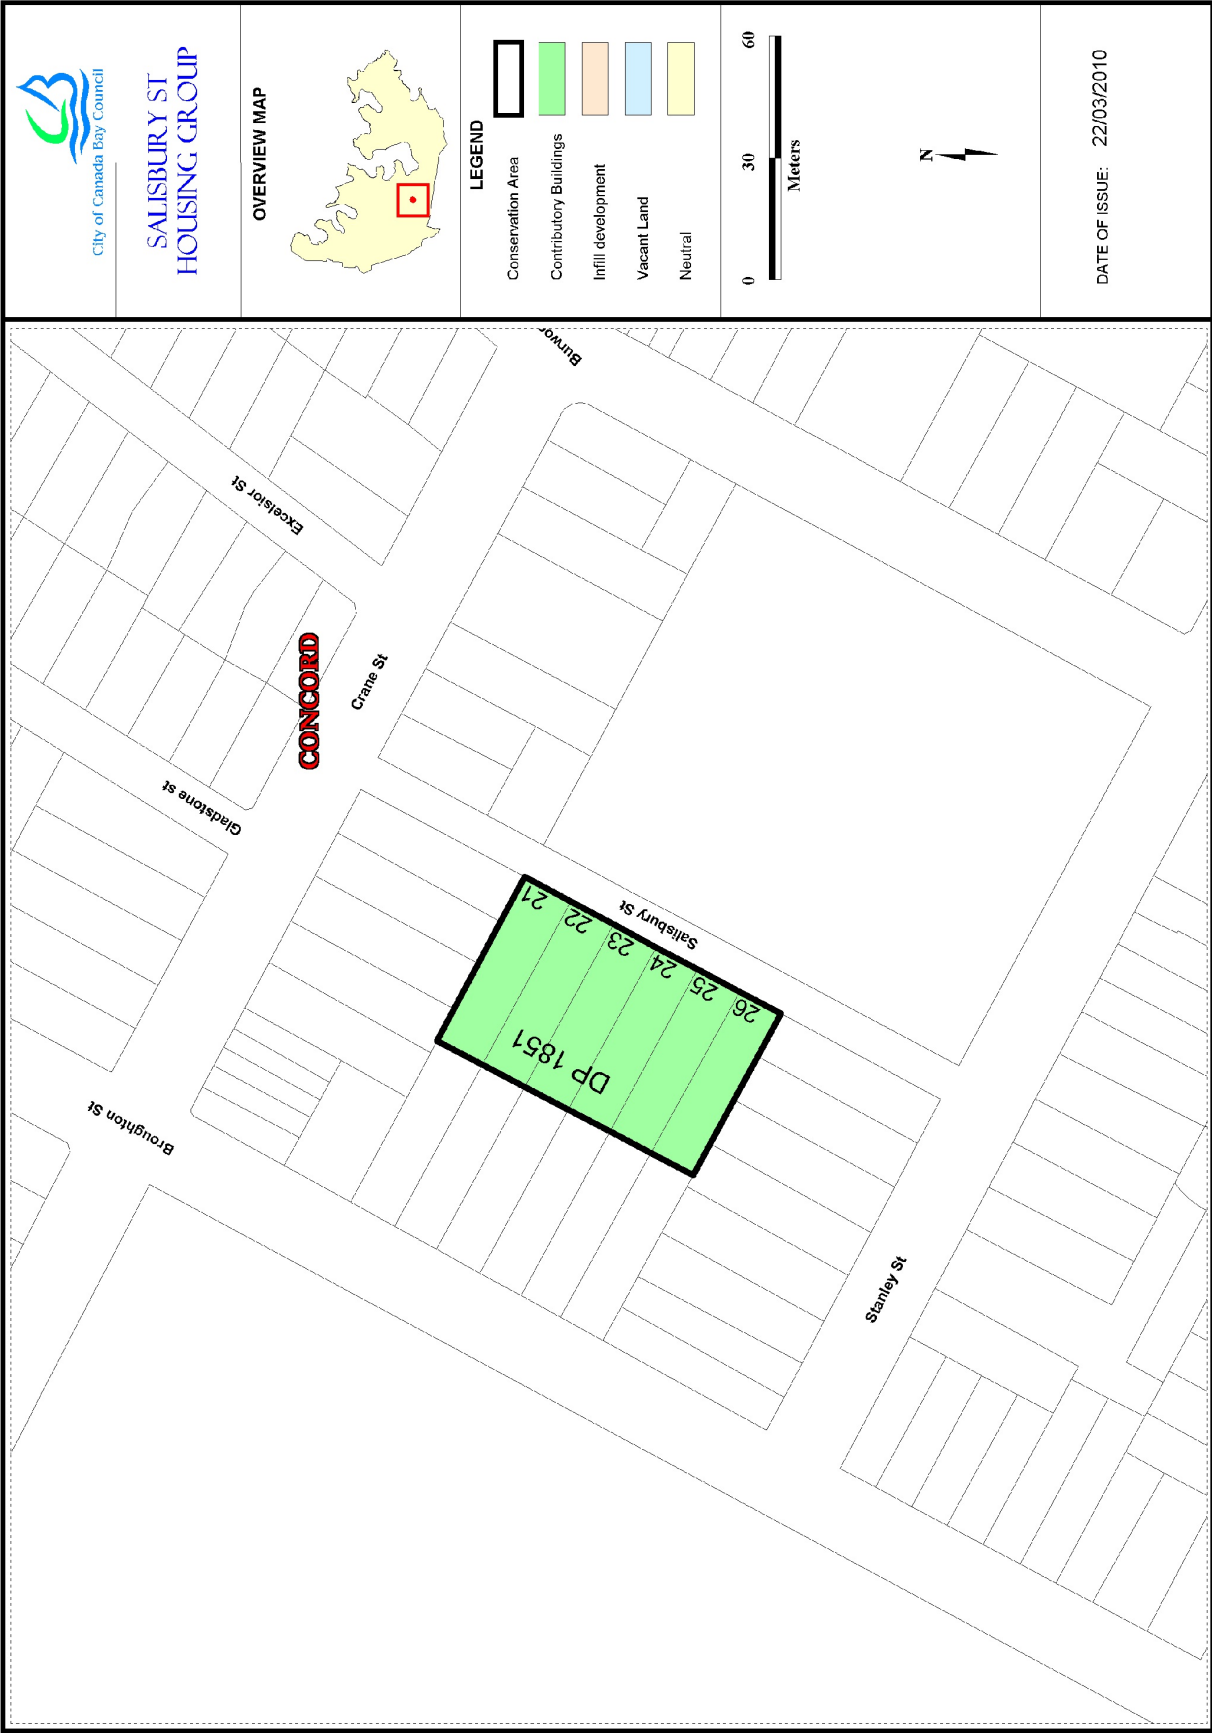 City of Canada Bay Council
SALISBURY ST
HOUSING GROUP
OVERVIEW MAP
LEGEND
Conservation Area
Contributory Buildings
Infill development
Vacant Land
Neutral
0 30 60
Meters
N
DATE OF ISSUE: 22/03/2010
Excelsior St
Gladstone st
CONCORD
Crane St
Broughton St
Salisbury St
21
22
23
24
25
26
DP 1851
Stanley St